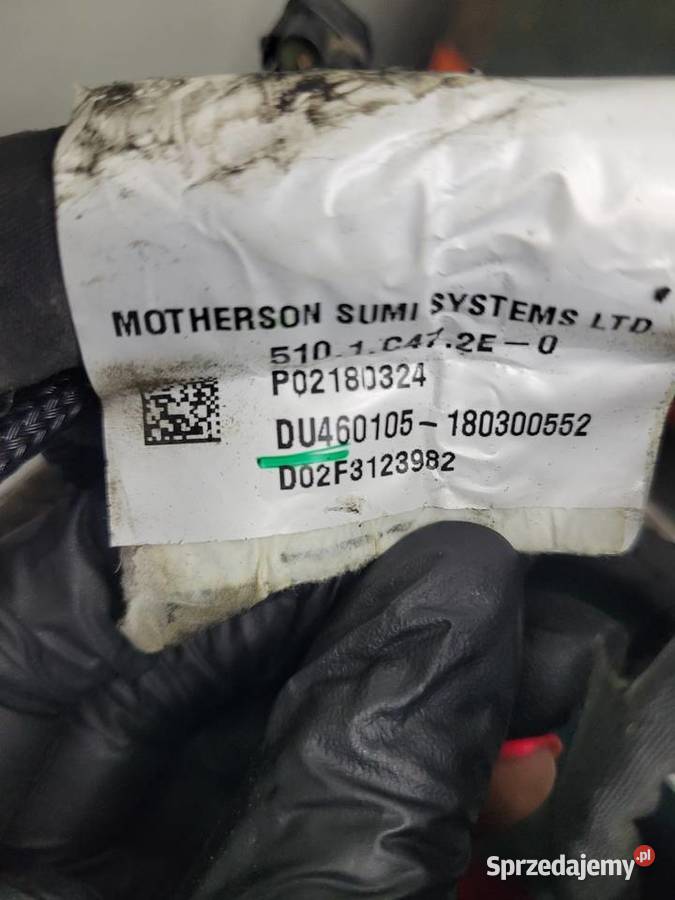 MOTHERSON SUMI SYSTEMS LTD.
510.1.C47.2E-0
P02180324
DU460105-180300552
D02F3123982
Sprzedajemy.pl